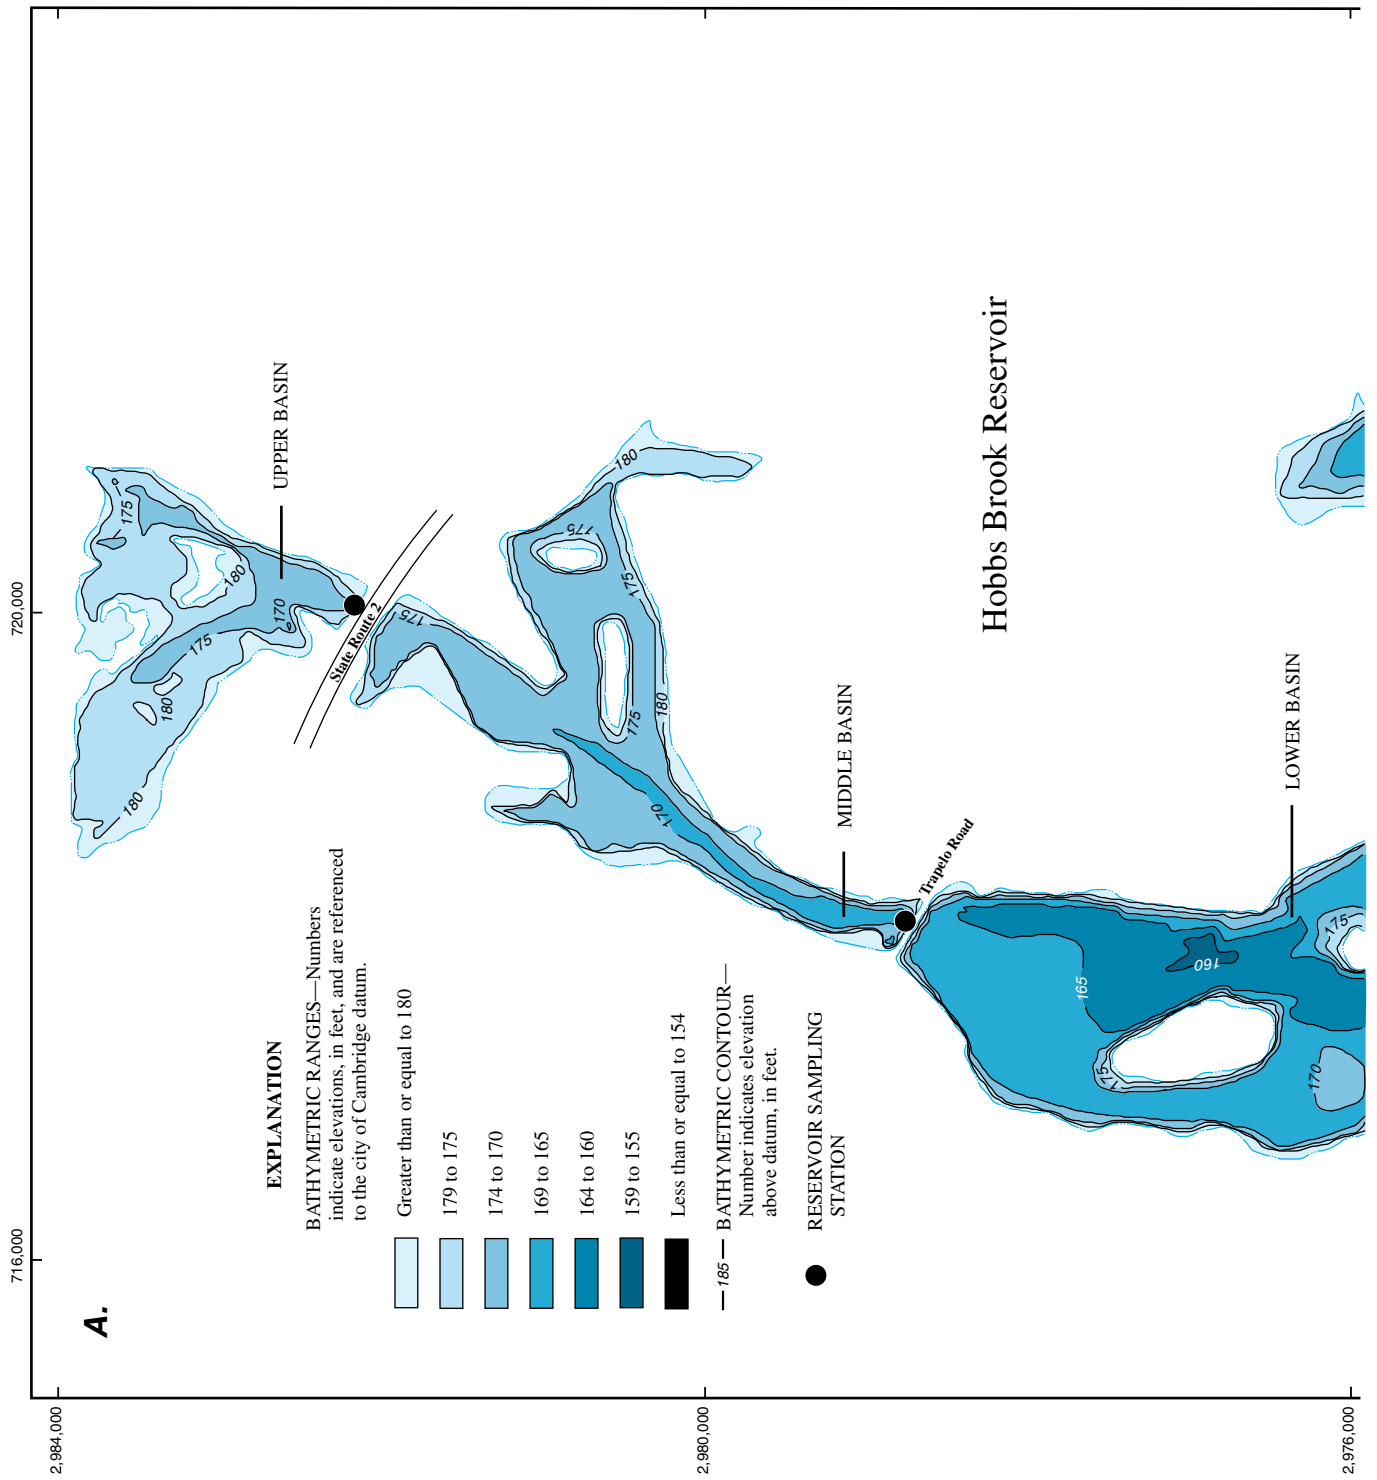 A.
EXPLANATION
BATHYMETRIC RANGES—Numbers
indicate elevations, in feet, and are referenced
to the city of Cambridge datum.
Greater than or equal to 180
179 to 175
174 to 170
169 to 165
164 to 160
159 to 155
Less than or equal to 154
185
BATHYMETRIC CONTOUR—
Number indicates elevation
above datum, in feet.
RESERVOIR SAMPLING
STATION
716,000
720,000
2,984,000
2,980,000
2,976,000
UPPER BASIN
State Route 2
MIDDLE BASIN
Trapelo Road
LOWER BASIN
Hobbs Brook Reservoir
175
180
170
175
180
180
175
175
180
175
175
180
170
165
160
175
175
170